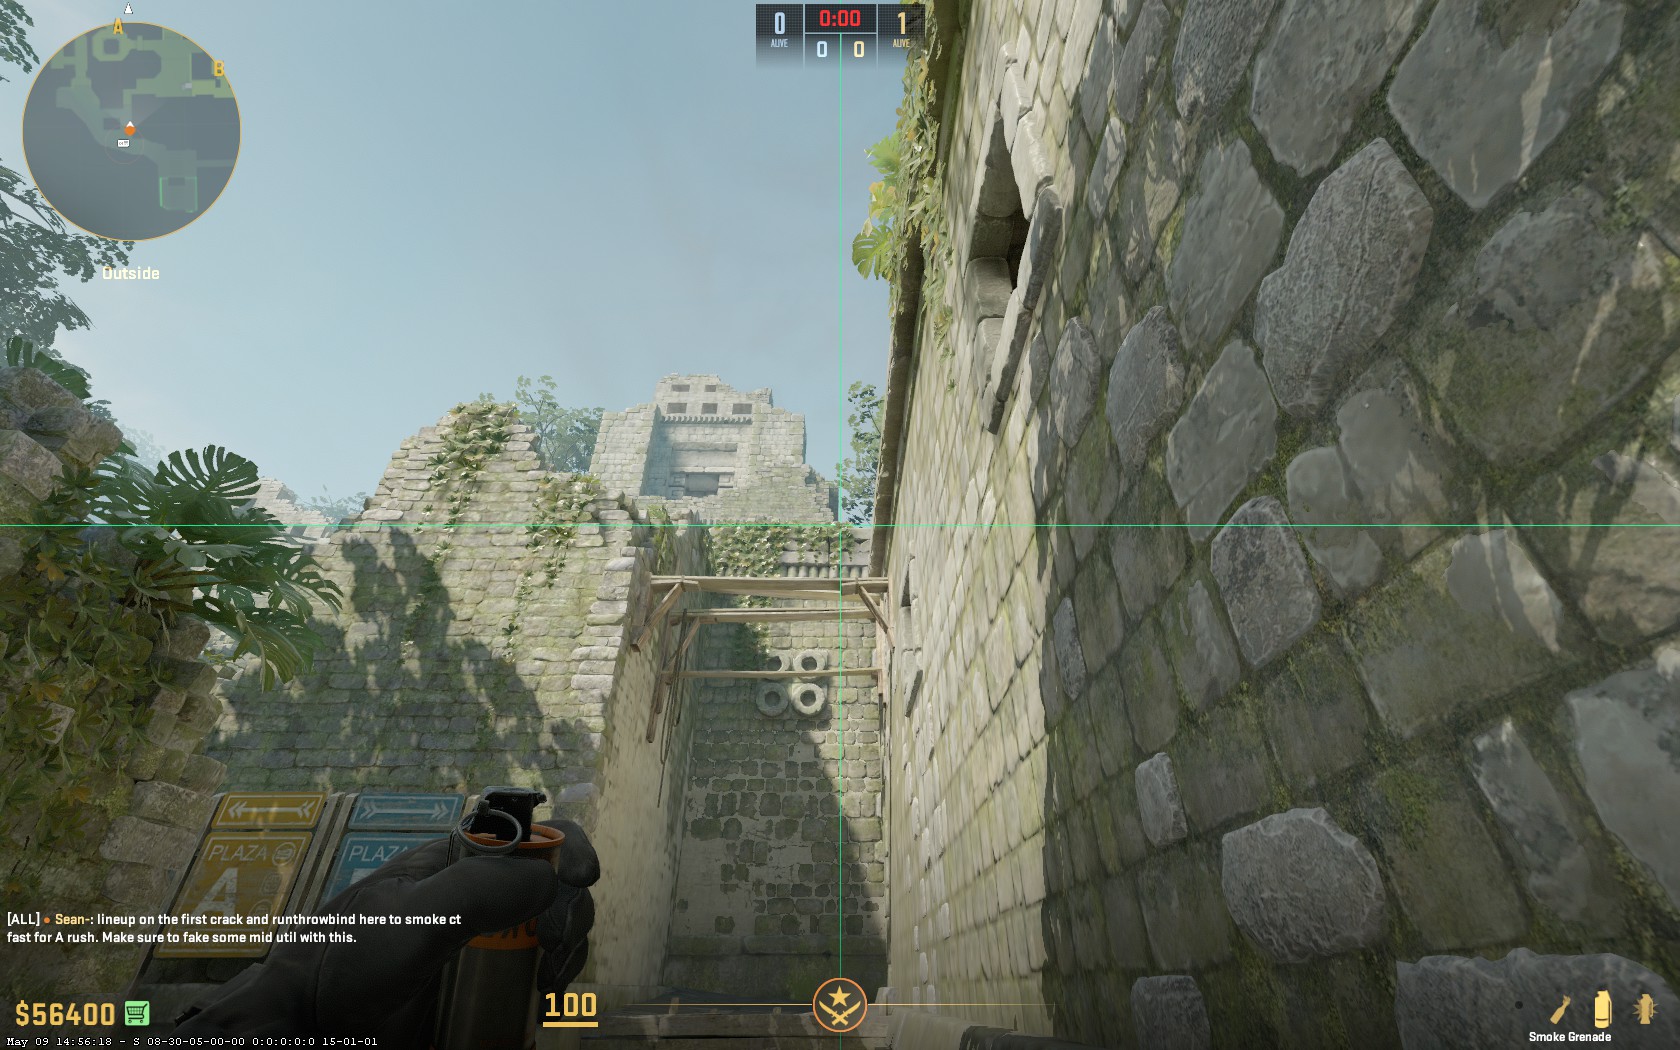 A
B
0
ALIVE
0:00
0 0
1
ALIVE
Outside
PLAZA
A
PLAZA
[ALL] ● Sean-: lineup on the first crack and runthrowbind here to smoke ct
fast for A rush. Make sure to fake some mid util with this.
$56400
100
Smoke Grenade
May 09 14:56:18 - S 08-30-05-00-00 0:0:0:0:0 15-01-01